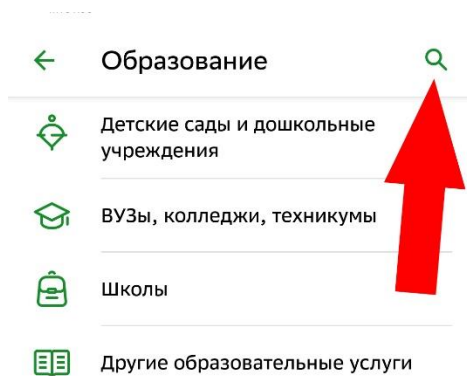 Образование
Детские сады и дошкольные
учреждения
ВУЗы, колледжи, техникумы
Школы
Другие образовательные услуги